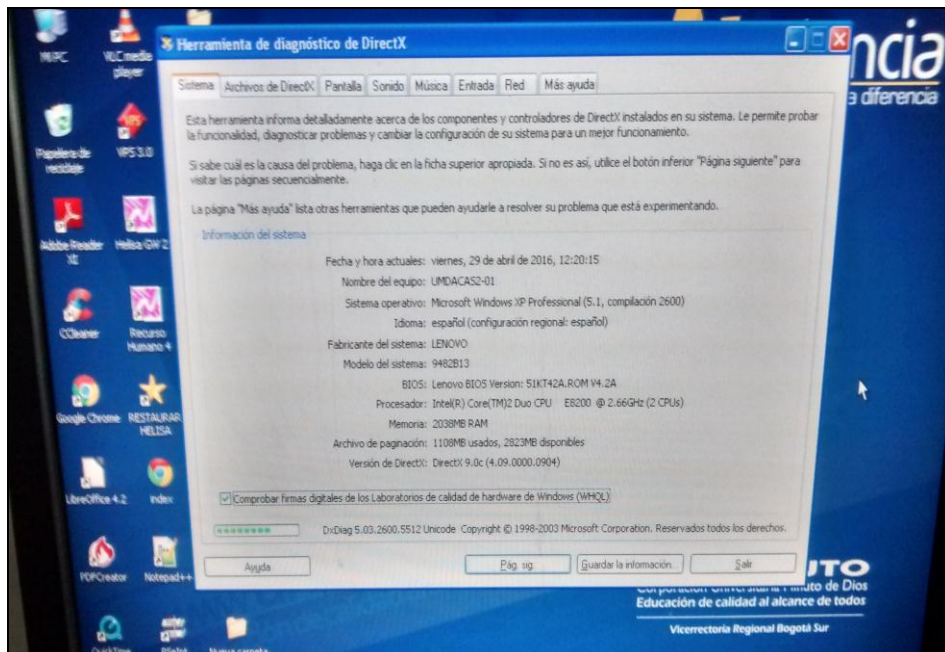 Mi PC
VLC media
player
Herramienta de diagnóstico de DirectX
ncia
a diferencia
Sistema
Archivos de DirectX
Pantalla
Sonido
Música
Entrada
Red
Más ayuda
Esta herramienta informa detalladamente acerca de los componentes y controladores de DirectX instalados en su sistema. Le permite probar
la funcionalidad, diagnosticar problemas y cambiar la configuración de su sistema para un mejor funcionamiento.
Si sabe cuál es la causa del problema, haga clic en la ficha superior apropiada. Si no es así, utilice el botón inferior "Página siguiente" para
visitar las páginas secuencialmente.
La página "Más ayuda" lista otras herramientas que pueden ayudarle a resolver su problema que está experimentando.
Información del sistema
Fecha y hora actuales: viernes, 29 de abril de 2016, 12:20:15
Nombre del equipo: UMDACAS2-01
Sistema operativo: Microsoft Windows XP Professional (5.1, compilación 2600)
Idioma: español (configuración regional: español)
Fabricante del sistema: LENOVO
Modelo del sistema: 9482B13
BIOS: Lenovo BIOS Version: 51KT42A.ROM V4.2A
Procesador: Intel(R) Core(TM)2 Duo CPU E8200 @ 2.66GHz (2 CPUs)
Memoria: 2038MB RAM
Archivo de paginación: 1108MB usados, 2823MB disponibles
Versión de DirectX: DirectX 9.0c (4.09.0000.0904)
Comprobar firmas digitales de los Laboratorios de calidad de hardware de Windows (WHQL)
DxDiag 5.03.2600.5512 Unicode Copyright © 1998-2003 Microsoft Corporation. Reservados todos los derechos.
Ayuda
Pág. sig.
Guardar la información...
Salir
Papelera de
reciclaje
VPS 3.0
Adobe Reader
XI
Helisa GW 2
CCleaner
Recurso
Humano 4
Google Chrome
RESTAURAR
HELISA
LibreOffice 4.2
index
PDFCreator
Notepad++
QuickTime
PSeInt
Nueva carpeta
UTO
Corporación Universitaria Minuto de Dios
Educación de calidad al alcance de todos
Vicerrectoría Regional Bogotá Sur